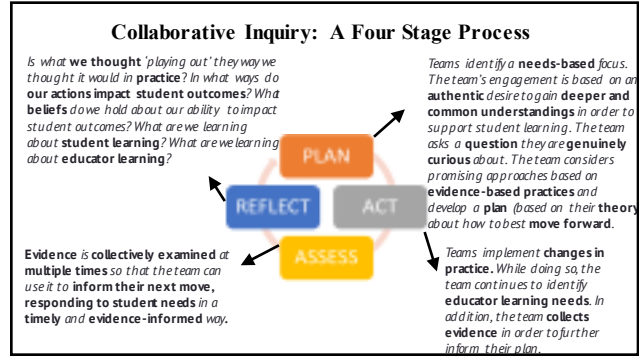 Collaborative Inquiry: A Four Stage Process
Is what we thought ‘playing out’ they way we
thought it would in practice? In what ways do
our actions impact student outcomes? What
beliefs do we hold about our ability to impact
student outcomes? What are we learning
about student learning? What are we learning
about educator learning?
Teams identify a needs-based focus.
The team’s engagement is based on an
authentic desire to gain deeper and
common understandings in order to
support student learning. The team
asks a question they are genuinely
curious about. The team considers
promising approaches based on
evidence-based practices and
develop a plan (based on their theory
about how to best move forward.
PLAN
REFLECT
ACT
ASSESS
Evidence is collectively examined at
multiple times so that the team can
use it to inform their next move,
responding to student needs in a
timely and evidence-informed way.
Teams implement changes in
practice. While doing so, the
team continues to identify
educator learning needs. In
addition, the team collects
evidence in order to further
inform their plan.